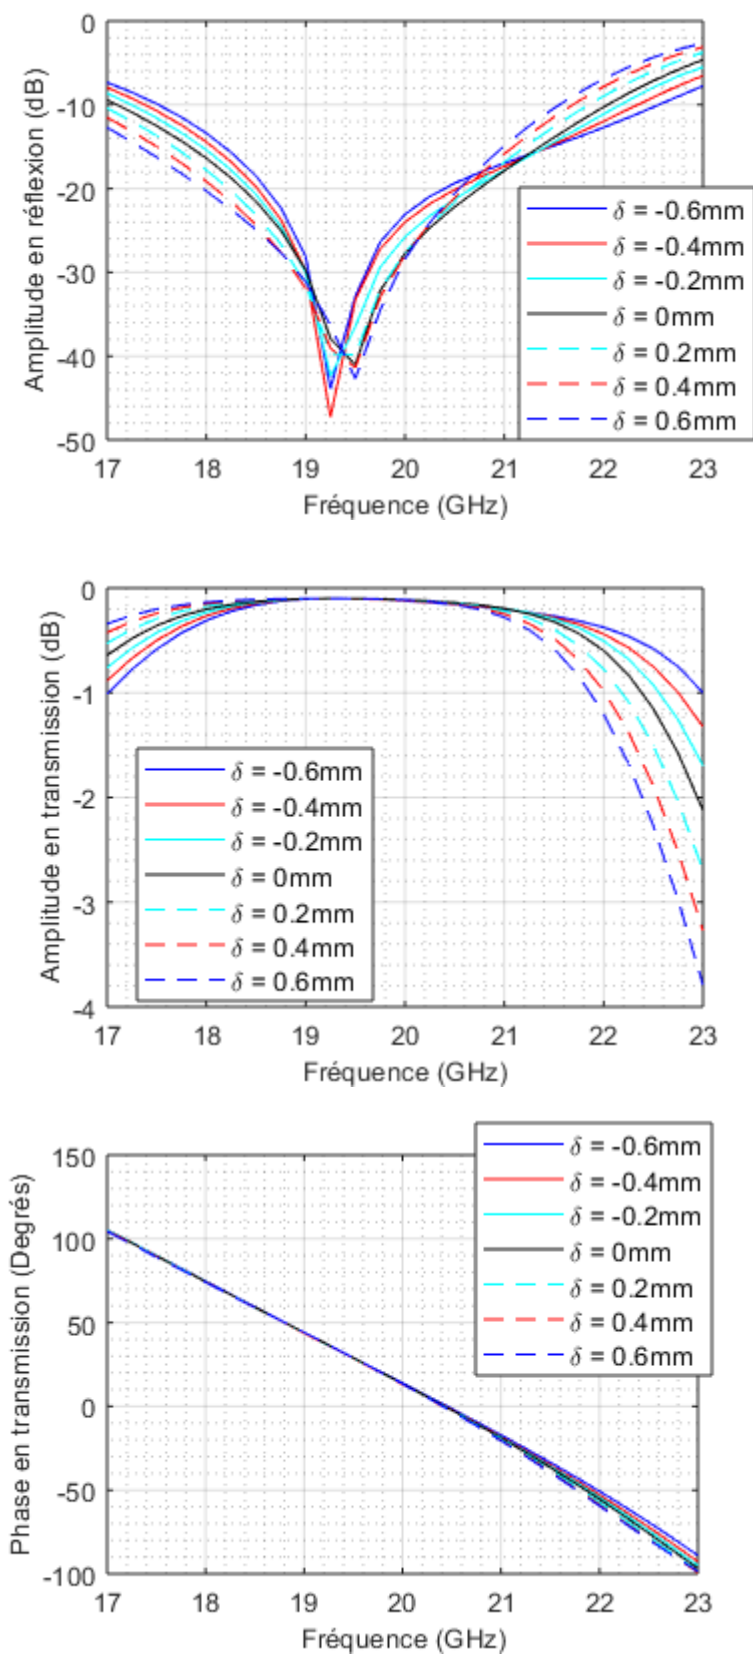 Amplitude en réflexion (dB)
0
-10
-20
-30
-40
-50
17 18 19 20 21 22 23
Fréquence (GHz)
δ = -0.6mm
δ = -0.4mm
δ = -0.2mm
δ = 0mm
δ = 0.2mm
δ = 0.4mm
δ = 0.6mm
Amplitude en transmission (dB)
0
-1
-2
-3
-4
17 18 19 20 21 22 23
Fréquence (GHz)
δ = -0.6mm
δ = -0.4mm
δ = -0.2mm
δ = 0mm
δ = 0.2mm
δ = 0.4mm
δ = 0.6mm
Phase en transmission (Degrés)
150
100
50
0
-50
-100
17 18 19 20 21 22 23
Fréquence (GHz)
δ = -0.6mm
δ = -0.4mm
δ = -0.2mm
δ = 0mm
δ = 0.2mm
δ = 0.4mm
δ = 0.6mm